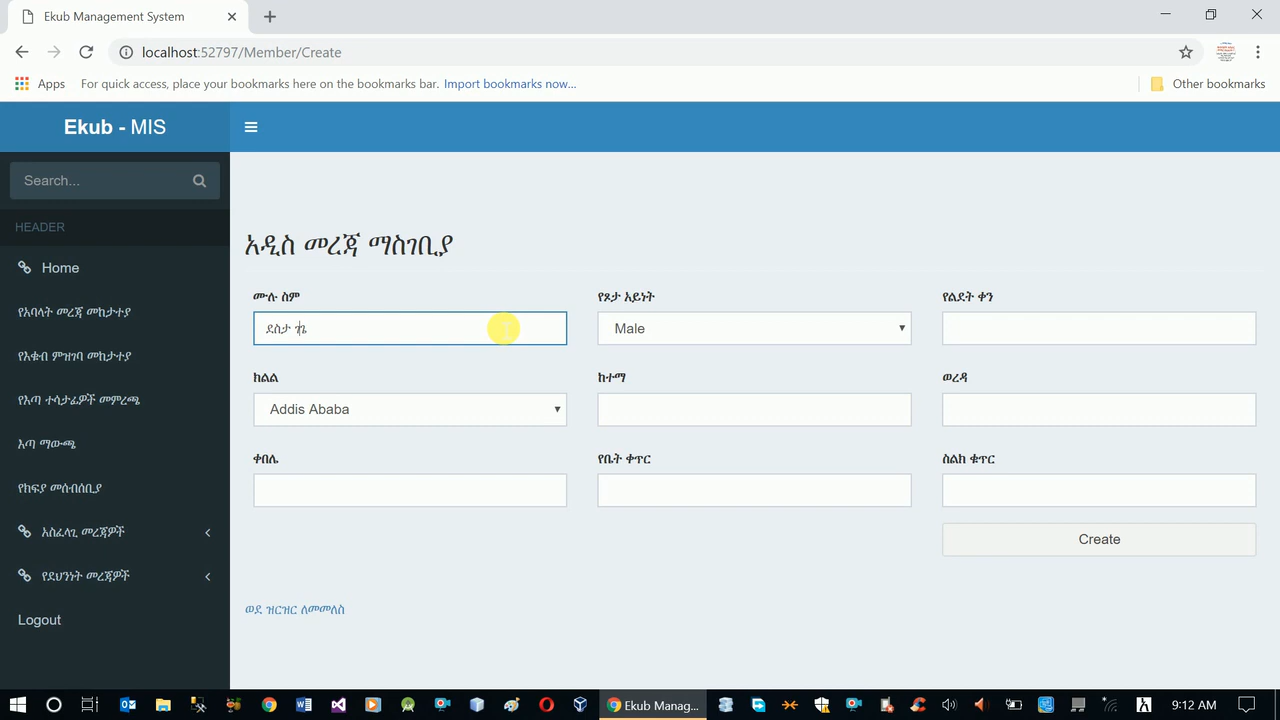 Ekub Management System
localhost:52797/Member/Create
Apps For quick access, place your bookmarks here on the bookmarks bar. Import bookmarks now... Other bookmarks
Ekub - MIS
Search...
HEADER
Home
የአባላት መረጃ መከታተያ
የእቁብ ምዝገባ መከታተያ
የእጣ ተሳታፊዎች መምረጫ
እጣ ማውጫ
የከፍያ መሰብሰቢያ
አስፈላጊ መረጃዎች
የደህንነት መረጃዎች
Logout
አዲስ መረጃ ማስገቢያ
ሙሉ ስም የጾታ አይነት የልደት ቀን
ደስታ
Male
ክልል ከተማ ወረዳ
Addis Ababa
ቀበሌ የቤት ቀጥር ስልክ ቁጥር
Create
ወደ ዝርዝር ለመመለስ
Ekub Manag...
9:12 AM